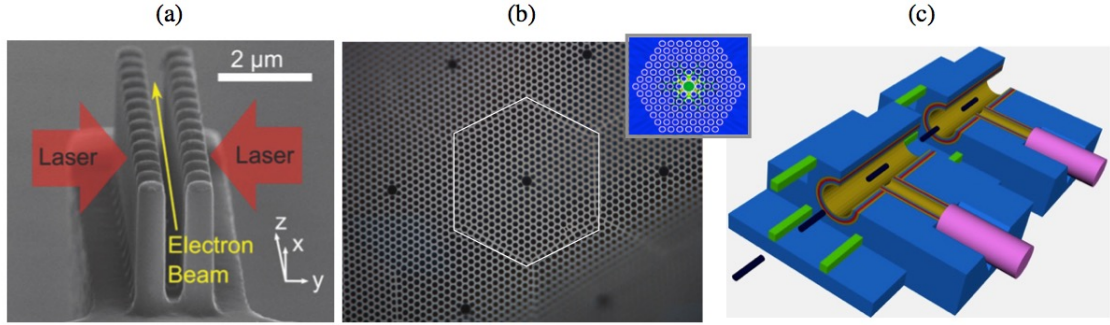 (a)
(b)
(c)
2 μm
Laser
Laser
Electron
Beam
z
x
y